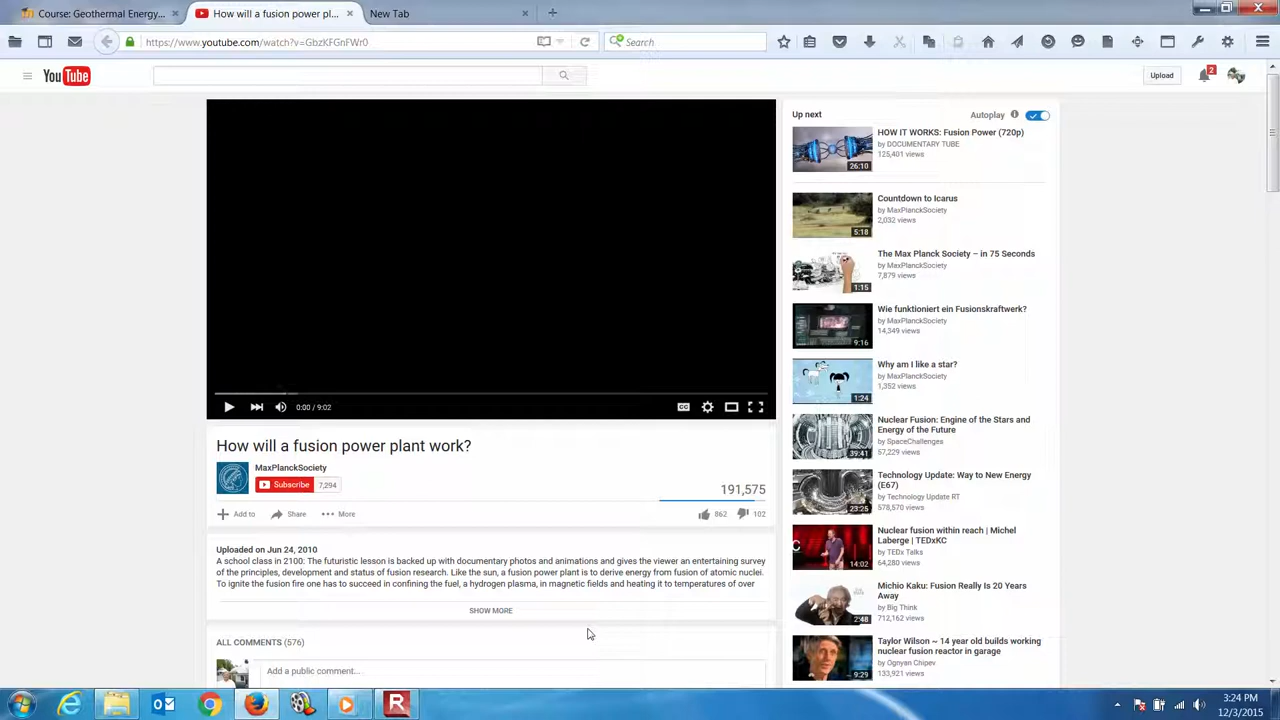 Course: Geothermal Energy...
How will a fusion power pl...
New Tab
https://www.youtube.com/watch?v=GbzKFGnFWr0
Search
YouTube
Upload
2
0:00 / 9:02
CC
How will a fusion power plant work?
MaxPlanckSociety
Subscribe
7,294
191,575
Add to
Share
More
862
102
Uploaded on Jun 24, 2010
A school class in 2100: The futuristic lesson is backed up with documentary photos and animations, and gives the viewer an entertaining survey
of the principles, development and status of fusion research. Like the sun, a fusion power plant is to derive energy from fusion of atomic nuclei.
To ignite the fusion fire one has to succeed in confining the fuel, a hydrogen plasma, in magnetic fields and heating it to temperatures of over
SHOW MORE
ALL COMMENTS (576)
Add a public comment...
Up next
Autoplay
HOW IT WORKS: Fusion Power (720p)
by DOCUMENTARY TUBE
125,401 views
26:10
Countdown to Icarus
by MaxPlanckSociety
2,032 views
5:18
The Max Planck Society – in 75 Seconds
by MaxPlanckSociety
7,879 views
1:15
Wie funktioniert ein Fusionskraftwerk?
by MaxPlanckSociety
14,349 views
9:16
Why am I like a star?
by MaxPlanckSociety
1,352 views
1:24
Nuclear Fusion: Engine of the Stars and
Energy of the Future
by SpaceChallenges
57,229 views
39:41
Technology Update: Way to New Energy
(E67)
by Technology Update RT
578,570 views
23:25
Nuclear fusion within reach | Michel
Laberge | TEDxKC
by TEDx Talks
64,280 views
14:02
Michio Kaku: Fusion Really Is 20 Years
Away
by Big Think
712,162 views
2:48
Taylor Wilson ~ 14 year old builds working
nuclear fusion reactor in garage
by Ognyan Chipev
133,921 views
9:29
3:24 PM
12/3/2015